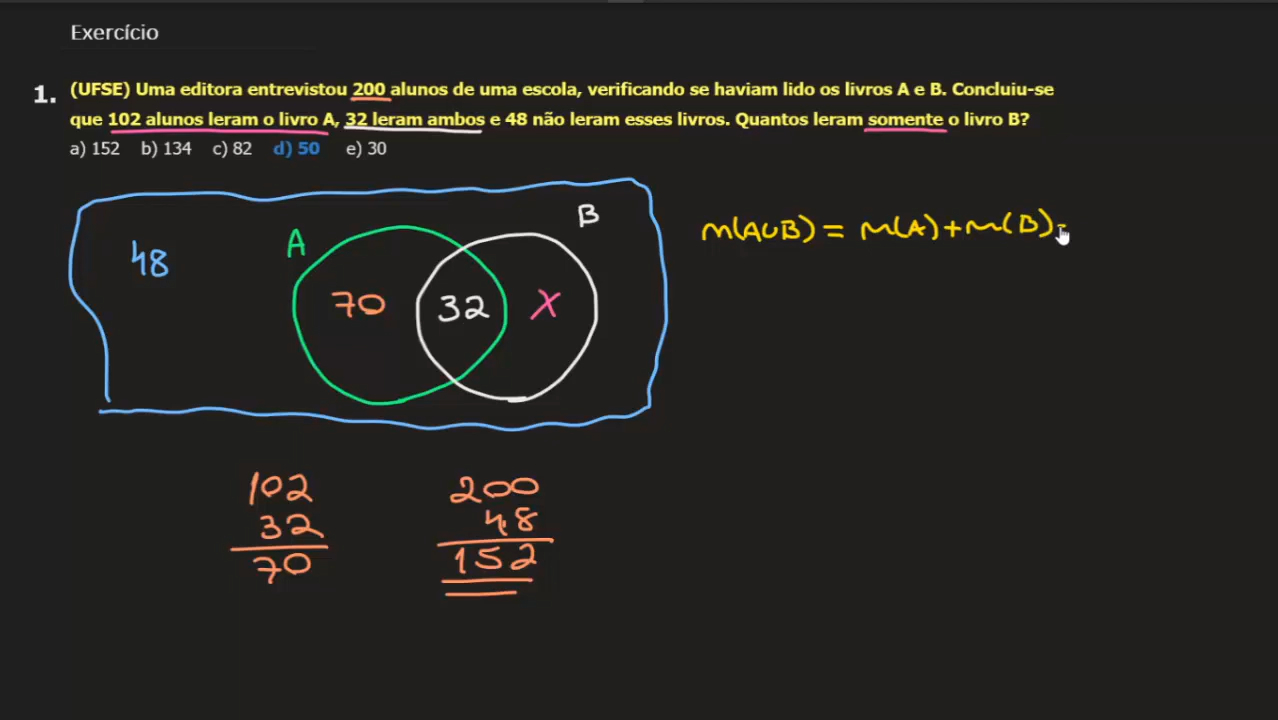 Exercício
1. (UFSE) Uma editora entrevistou 200 alunos de uma escola, verificando se haviam lido os livros A e B. Concluiu-se
que 102 alunos leram o livro A, 32 leram ambos e 48 não leram esses livros. Quantos leram somente o livro B?
a) 152 b) 134 c) 82 d) 50 e) 30
48
A
B
70
32
X
n(A∪B) = n(A)+n(B)
102
32
70
200
48
152